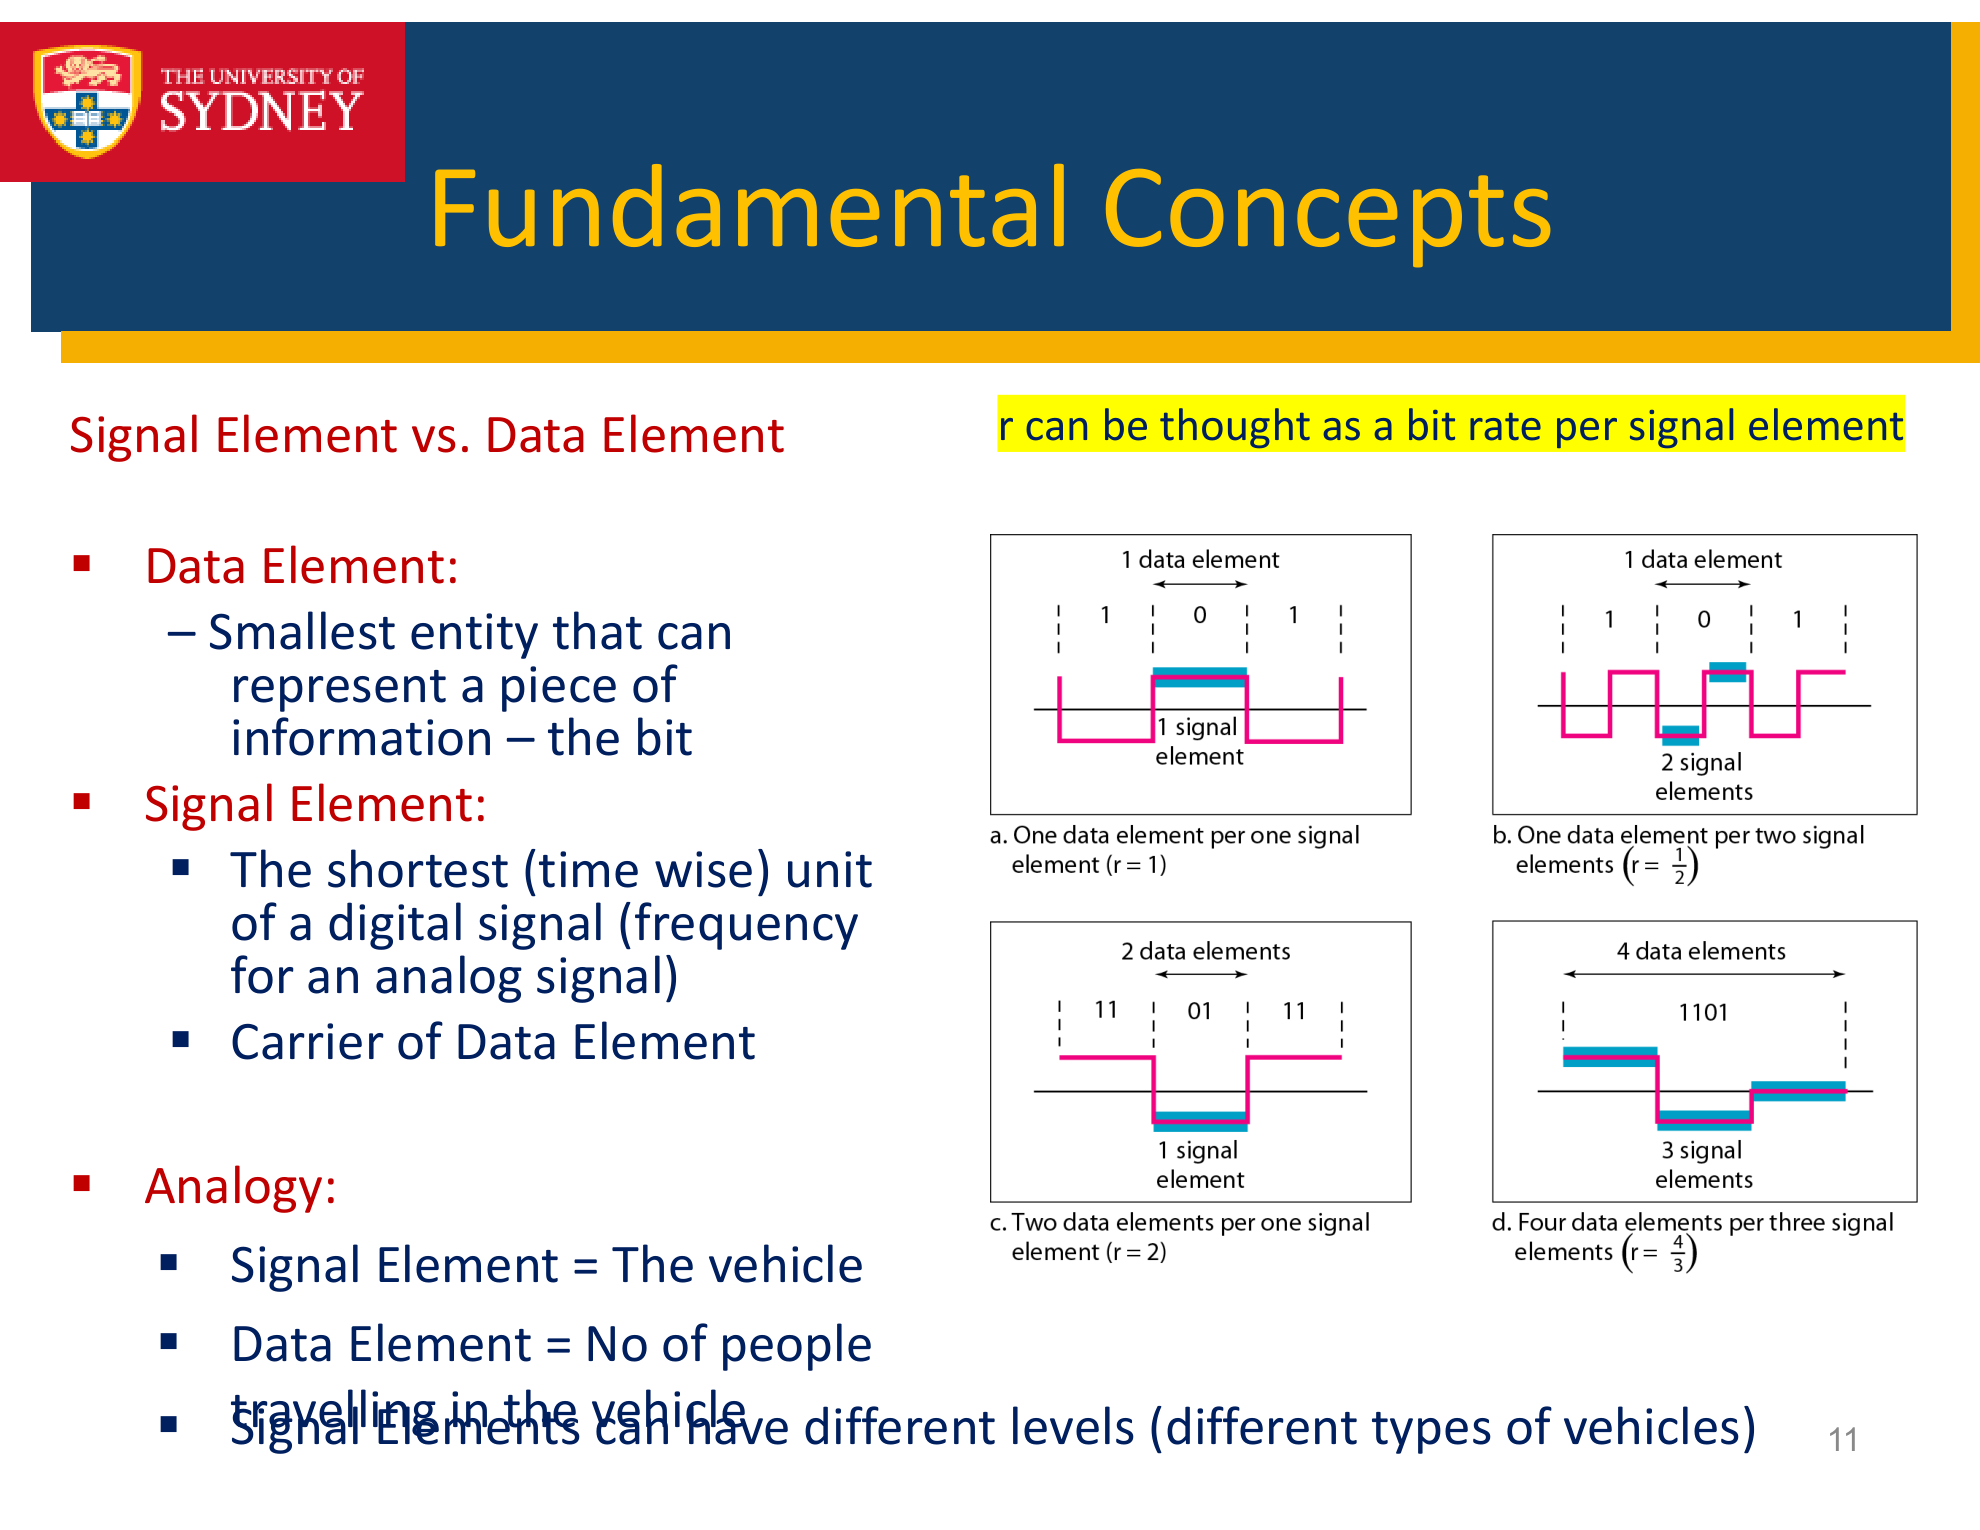 THE UNIVERSITY OF
SYDNEY
Fundamental Concepts
Signal Element vs. Data Element
▪ Data Element:
– Smallest entity that can
represent a piece of
information – the bit
▪ Signal Element:
▪ The shortest (time wise) unit
of a digital signal (frequency
for an analog signal)
▪ Carrier of Data Element
▪ Analogy:
▪ Signal Element = The vehicle
▪ Data Element = No of people
travelling in the vehicle
▪ Signal Elements can have different levels (different types of vehicles)
r can be thought as a bit rate per signal element
1 data element
1 0 1
1 signal
element
a. One data element per one signal
element (r = 1)
1 data element
1 0 1
2 signal
elements
b. One data element per two signal
elements (r = 1/2)
2 data elements
11 01 11
1 signal
element
c. Two data elements per one signal
element (r = 2)
4 data elements
1101
3 signal
elements
d. Four data elements per three signal
elements (r = 4/3)
11